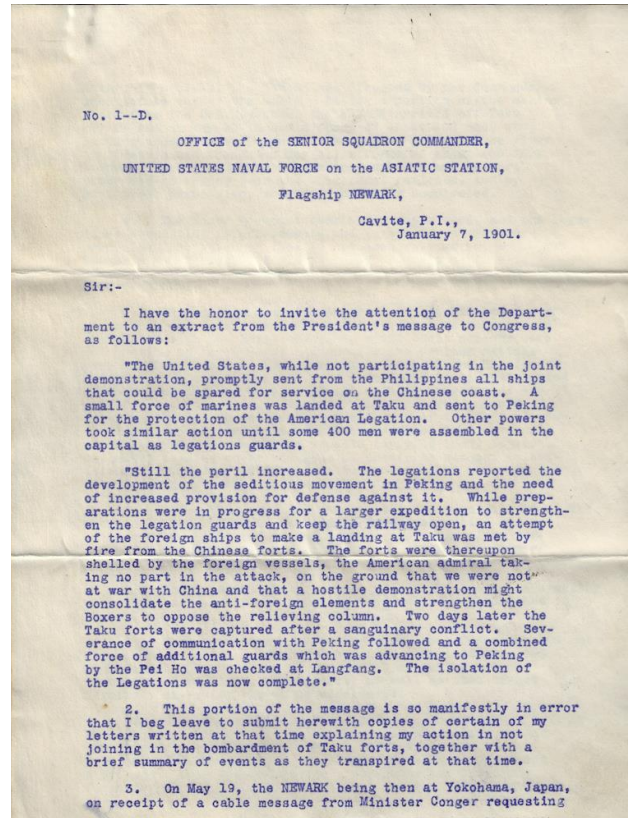 No. 1--D.
OFFICE of the SENIOR SQUADRON COMMANDER,
UNITED STATES NAVAL FORCE on the ASIATIC STATION,
Flagship NEWARK,
Cavite, P.I.,
January 7, 1901.
Sir:-
I have the honor to invite the attention of the Depart-
ment to an extract from the President's message to Congress,
as follows:
"The United States, while not participating in the joint
demonstration, promptly sent from the Philippines all ships
that could be spared for service on the Chinese coast. A
small force of marines was landed at Taku and sent to Peking
for the protection of the American Legation. Other powers
took similar action until some 400 men were assembled in the
capital as legations guards.
"Still the peril increased. The legations reported the
development of the seditious movement in Peking and the need
of increased provision for defense against it. While prep-
arations were in progress for a larger expedition to strength-
en the legation guards and keep the railway open, an attempt
of the foreign ships to make a landing at Taku was met by
fire from the Chinese forts. The forts were thereupon
shelled by the foreign vessels, the American admiral tak-
ing no part in the attack, on the ground that we were not
at war with China and that a hostile demonstration might
consolidate the anti-foreign elements and strengthen the
Boxers to oppose the relieving column. Two days later the
Taku forts were captured after a sanguinary conflict. Sev-
erance of communication with Peking followed and a combined
force of additional guards which was advancing to Peking
by the Pei Ho was checked at Langfang. The isolation of
the Legations was now complete."
2. This portion of the message is so manifestly in error
that I beg leave to submit herewith copies of certain of my
letters written at that time explaining my action in not
joining in the bombardment of Taku forts, together with a
brief summary of events as they transpired at that time.
3. On May 19, the NEWARK being then at Yokohama, Japan,
on receipt of a cable message from Minister Conger requesting